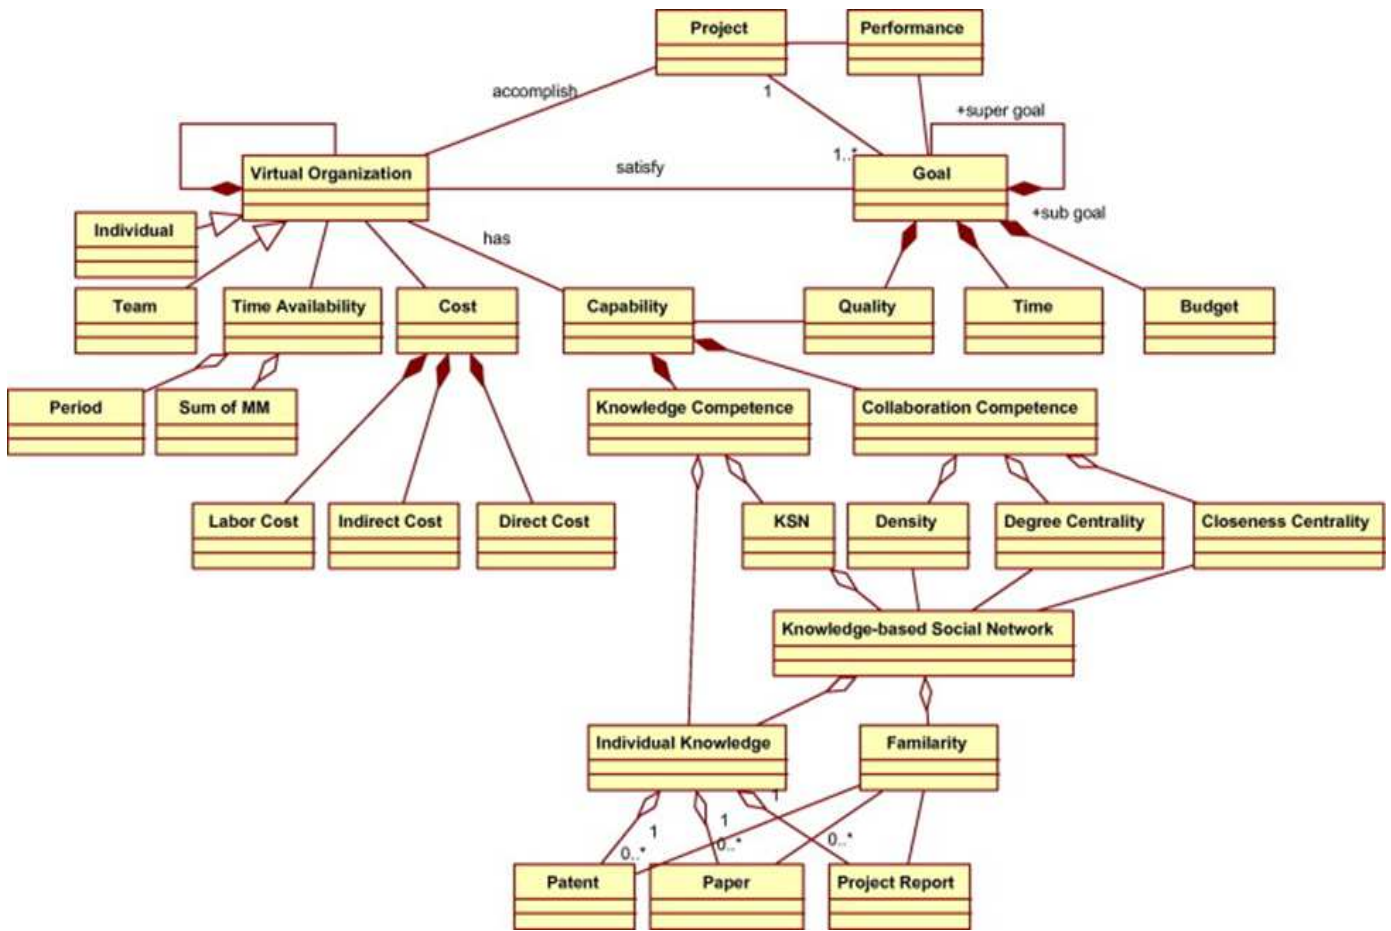 Project
Performance
accomplish
1
+super goal
1..*
Virtual Organization
satisfy
Goal
+sub goal
Individual
has
Team
Time Availability
Cost
Capability
Quality
Time
Budget
Period
Sum of MM
Knowledge Competence
Collaboration Competence
Labor Cost
Indirect Cost
Direct Cost
KSN
Density
Degree Centrality
Closeness Centrality
Knowledge-based Social Network
Individual Knowledge
Familarity
1
1
1
0..*
0..*
0..*
Patent
Paper
Project Report